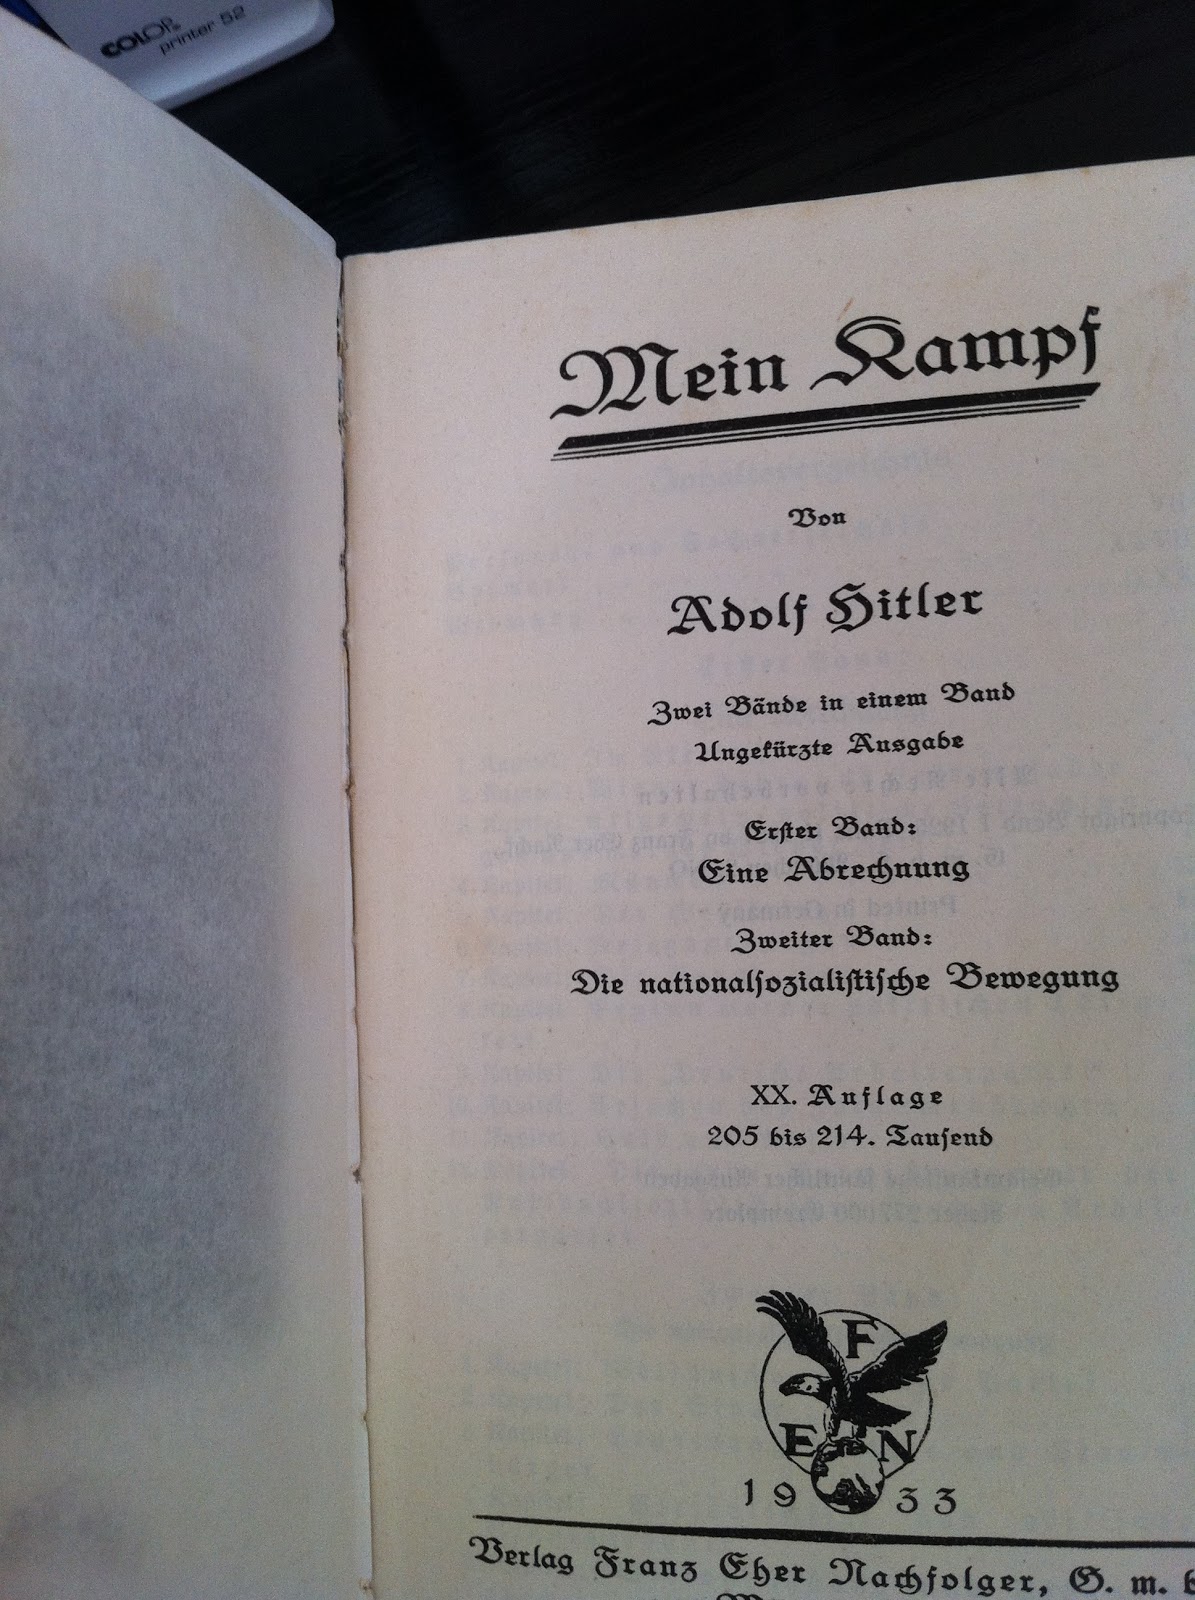 COLOP
printer 52
Mein Kampf
Von
Adolf Hitler
Zwei Bände in einem Band
Ungekürzte Ausgabe
Erster Band:
Eine Abrechnung
Zweiter Band:
Die nationalsozialistische Bewegung
XX. Auflage
205 bis 214. Tausend
F
E N
1933
Verlag Franz Eher Nachfolger, G. m. b